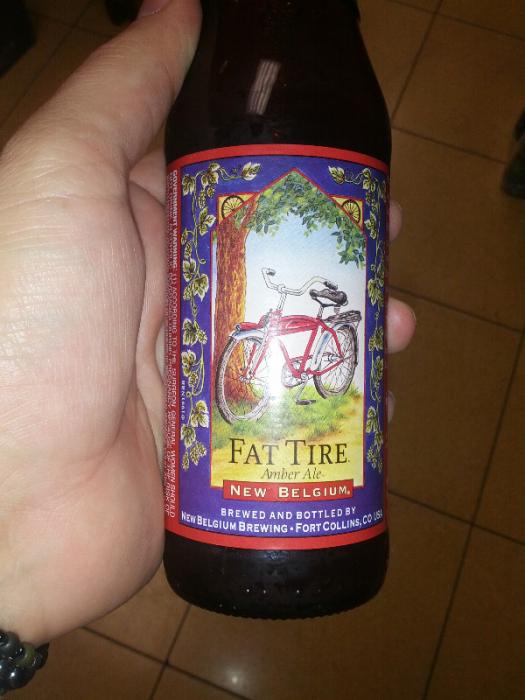 FAT TIRE
Amber Ale
NEW BELGIUM
BREWED AND BOTTLED BY
NEW BELGIUM BREWING • FORT COLLINS, CO USA
GOVERNMENT WARNING: (1) ACCORDING TO THE SURGEON GENERAL, WOMEN SHOULD